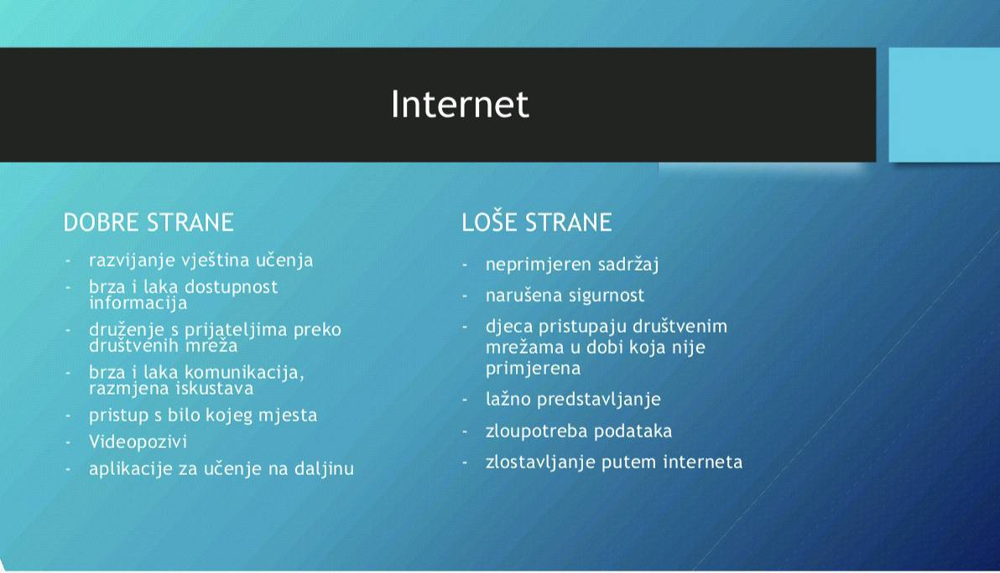 Internet
DOBRE STRANE
- razvijanje vještina učenja
- brza i laka dostupnost
informacija
- druženje s prijateljima preko
društvenih mreža
- brza i laka komunikacija,
razmjena iskustava
- pristup s bilo kojeg mjesta
- Videopozivi
- aplikacije za učenje na daljinu
LOŠE STRANE
- neprimjeren sadržaj
- narušena sigurnost
- djeca pristupaju društvenim
mrežama u dobi koja nije
primjerena
- lažno predstavljanje
- zloupotreba podataka
- zlostavljanje putem interneta